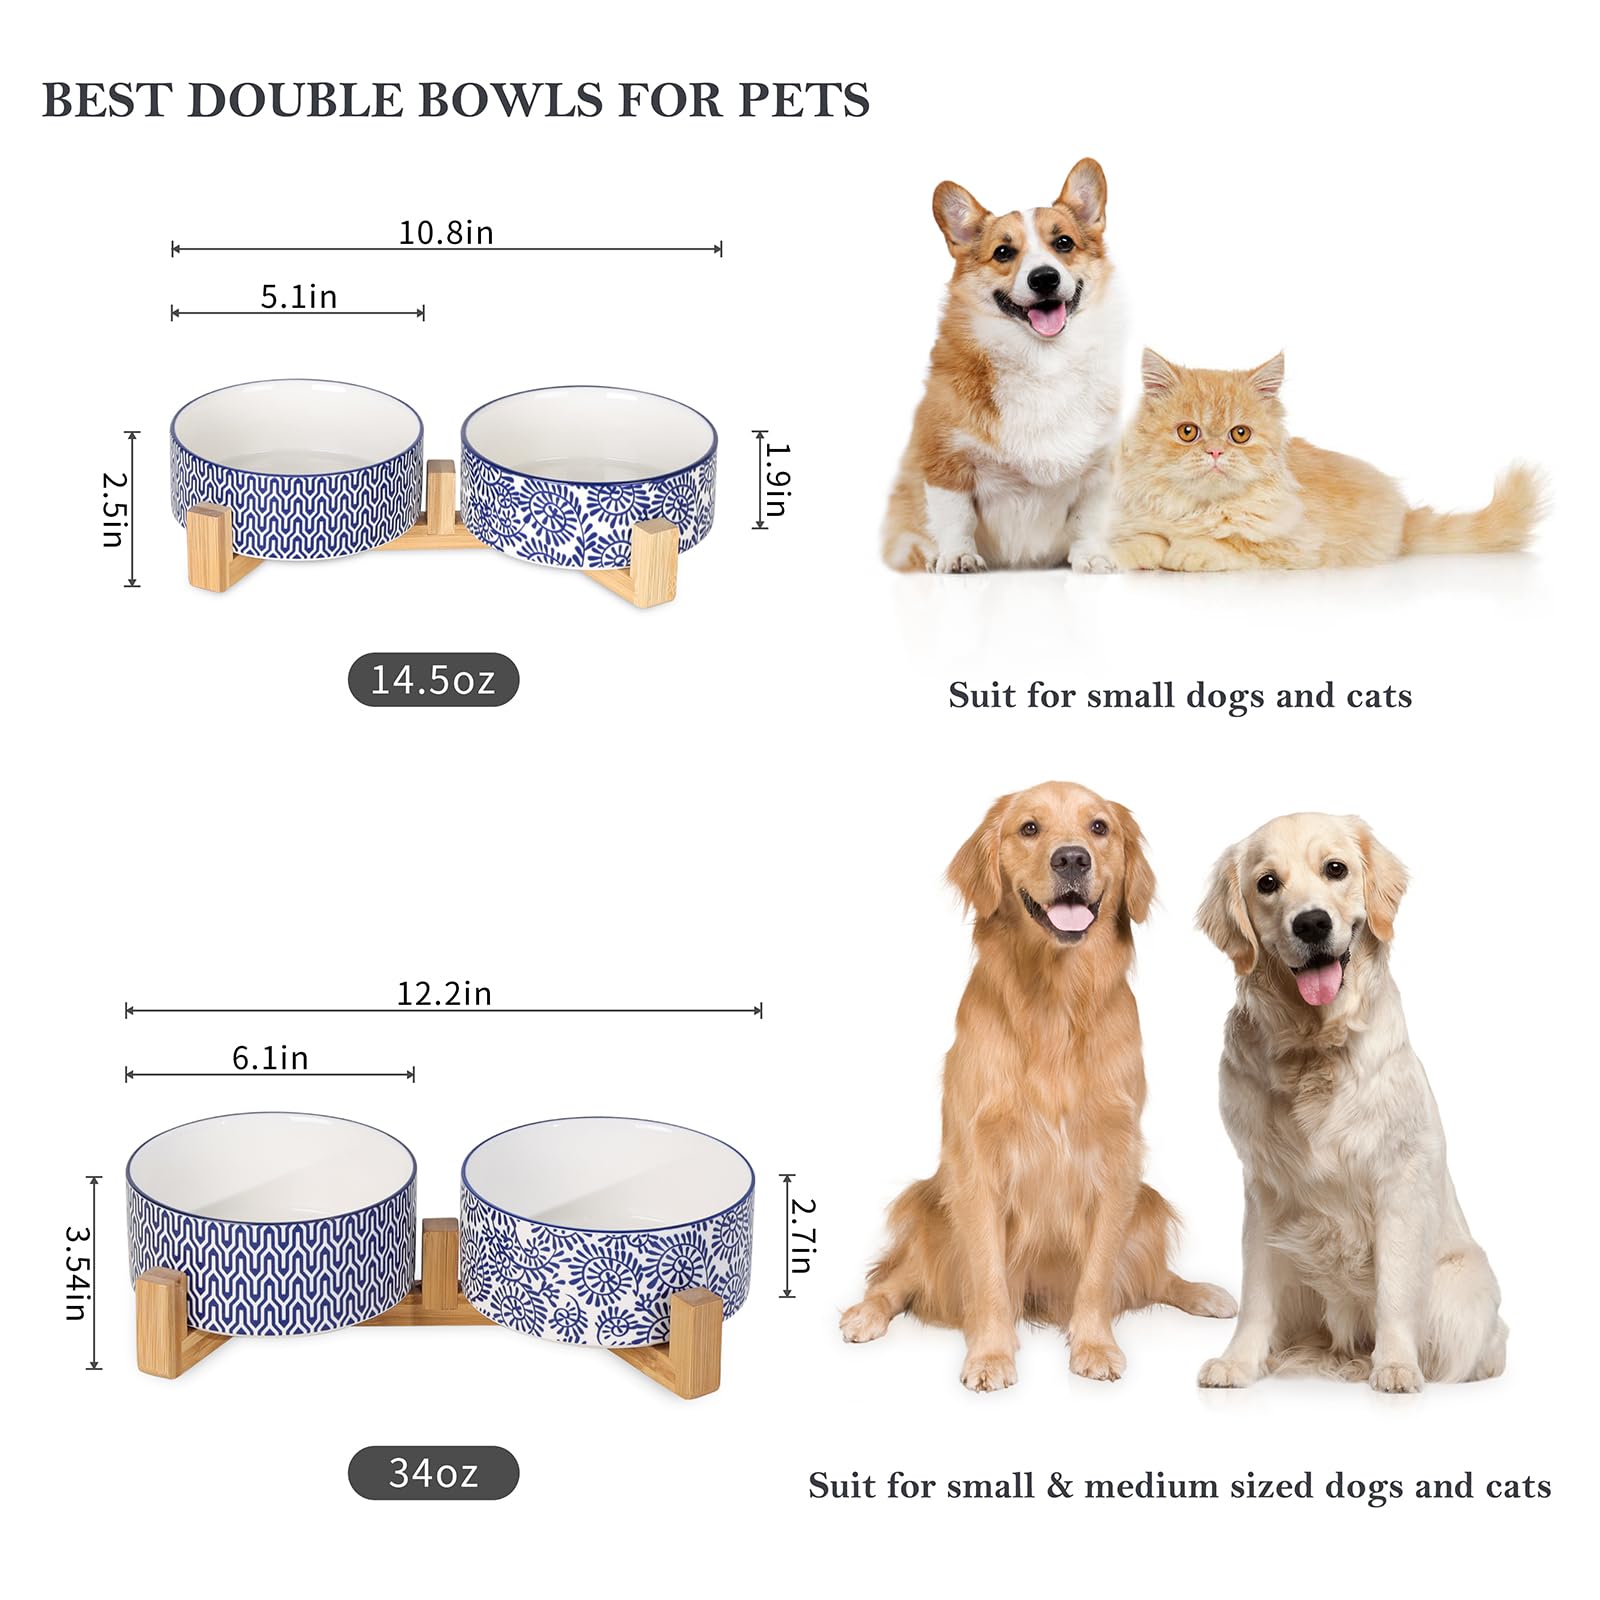 BEST DOUBLE BOWLS FOR PETS
10.8in
5.1in
2.5in
1.9in
14.5oz
Suit for small dogs and cats
12.2in
6.1in
3.54in
2.7in
34oz
Suit for small & medium sized dogs and cats